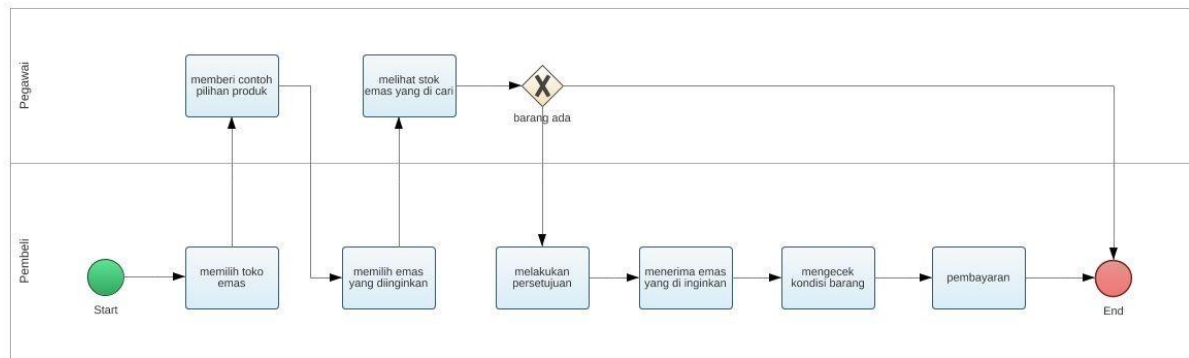 Pegawai
memberi contoh
pilihan produk
melihat stok
emas yang di cari
barang ada
Pembeli
Start
memilih toko
emas
memilih emas
yang diinginkan
melakukan
persetujuan
menerima emas
yang di inginkan
mengecek
kondisi barang
pembayaran
End